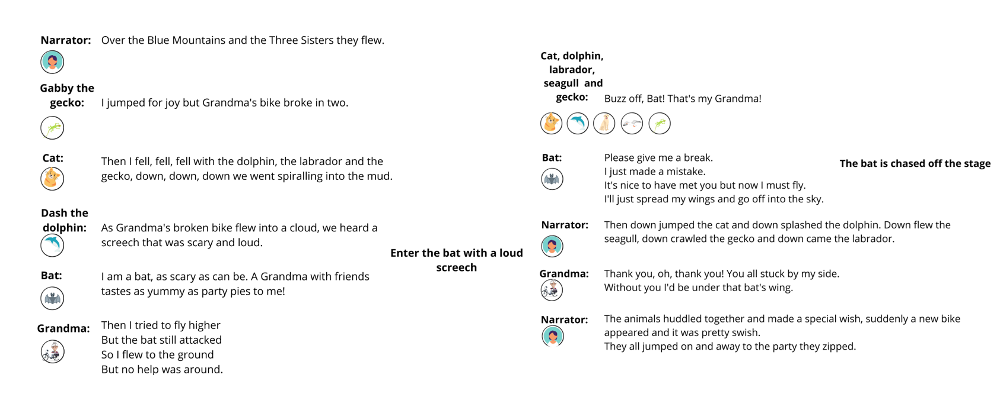 Narrator: Over the Blue Mountains and the Three Sisters they flew.
Gabby the
gecko: I jumped for joy but Grandma's bike broke in two.
Cat: Then I fell, fell, fell with the dolphin, the labrador and the
gecko, down, down, down we went spiralling into the mud.
Dash the
dolphin: As Grandma's broken bike flew into a cloud, we heard a
screech that was scary and loud.
Enter the bat with a loud
screech
Bat: I am a bat, as scary as can be. A Grandma with friends
tastes as yummy as party pies to me!
Grandma: Then I tried to fly higher
But the bat still attacked
So I flew to the ground
But no help was around.
Cat, dolphin,
labrador,
seagull and
gecko: Buzz off, Bat! That's my Grandma!
Bat: Please give me a break.
I just made a mistake.
It's nice to have met you but now I must fly.
I'll just spread my wings and go off into the sky.
The bat is chased off the stage
Narrator: Then down jumped the cat and down splashed the dolphin. Down flew the
seagull, down crawled the gecko and down came the labrador.
Grandma: Thank you, oh, thank you! You all stuck by my side.
Without you I'd be under that bat's wing.
Narrator: The animals huddled together and made a special wish, suddenly a new bike
appeared and it was pretty swish.
They all jumped on and away to the party they zipped.